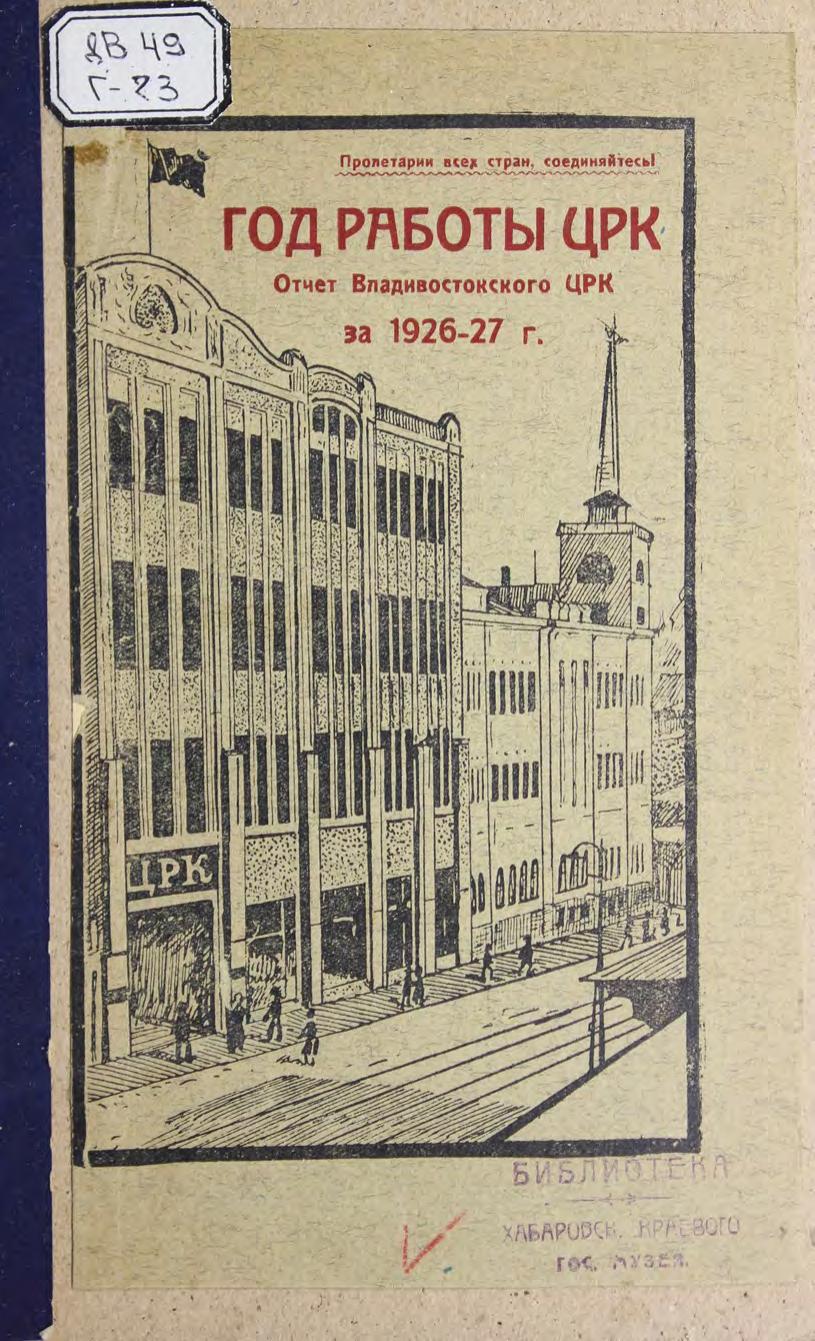 ДВ 49
Г-23
Пролетарии всех стран, соединяйтесь!
ГОД РАБОТЫ ЦРК
Отчет Владивостокского ЦРК
за 1926-27 г.
ЦРК
БИБЛИОТЕКА
ХАБАРОВСК. КРАЕВОГО
ГОС. МУЗЕЯ.